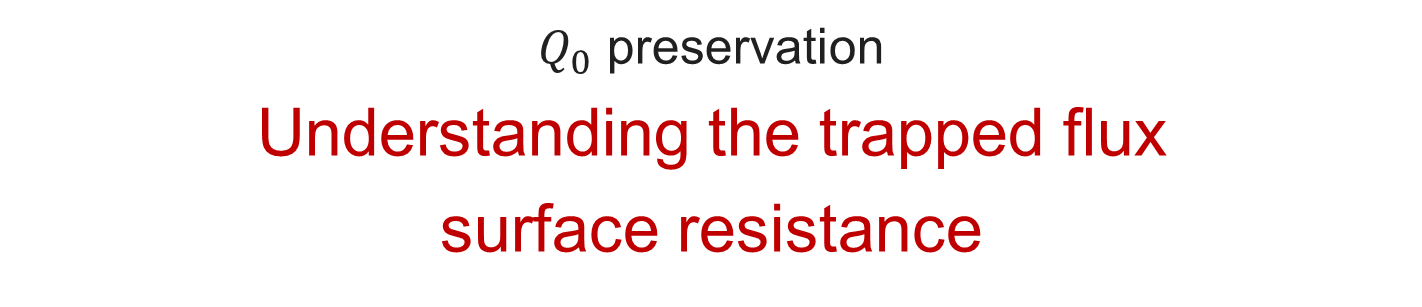 Q₀ preservation
Understanding the trapped flux
surface resistance